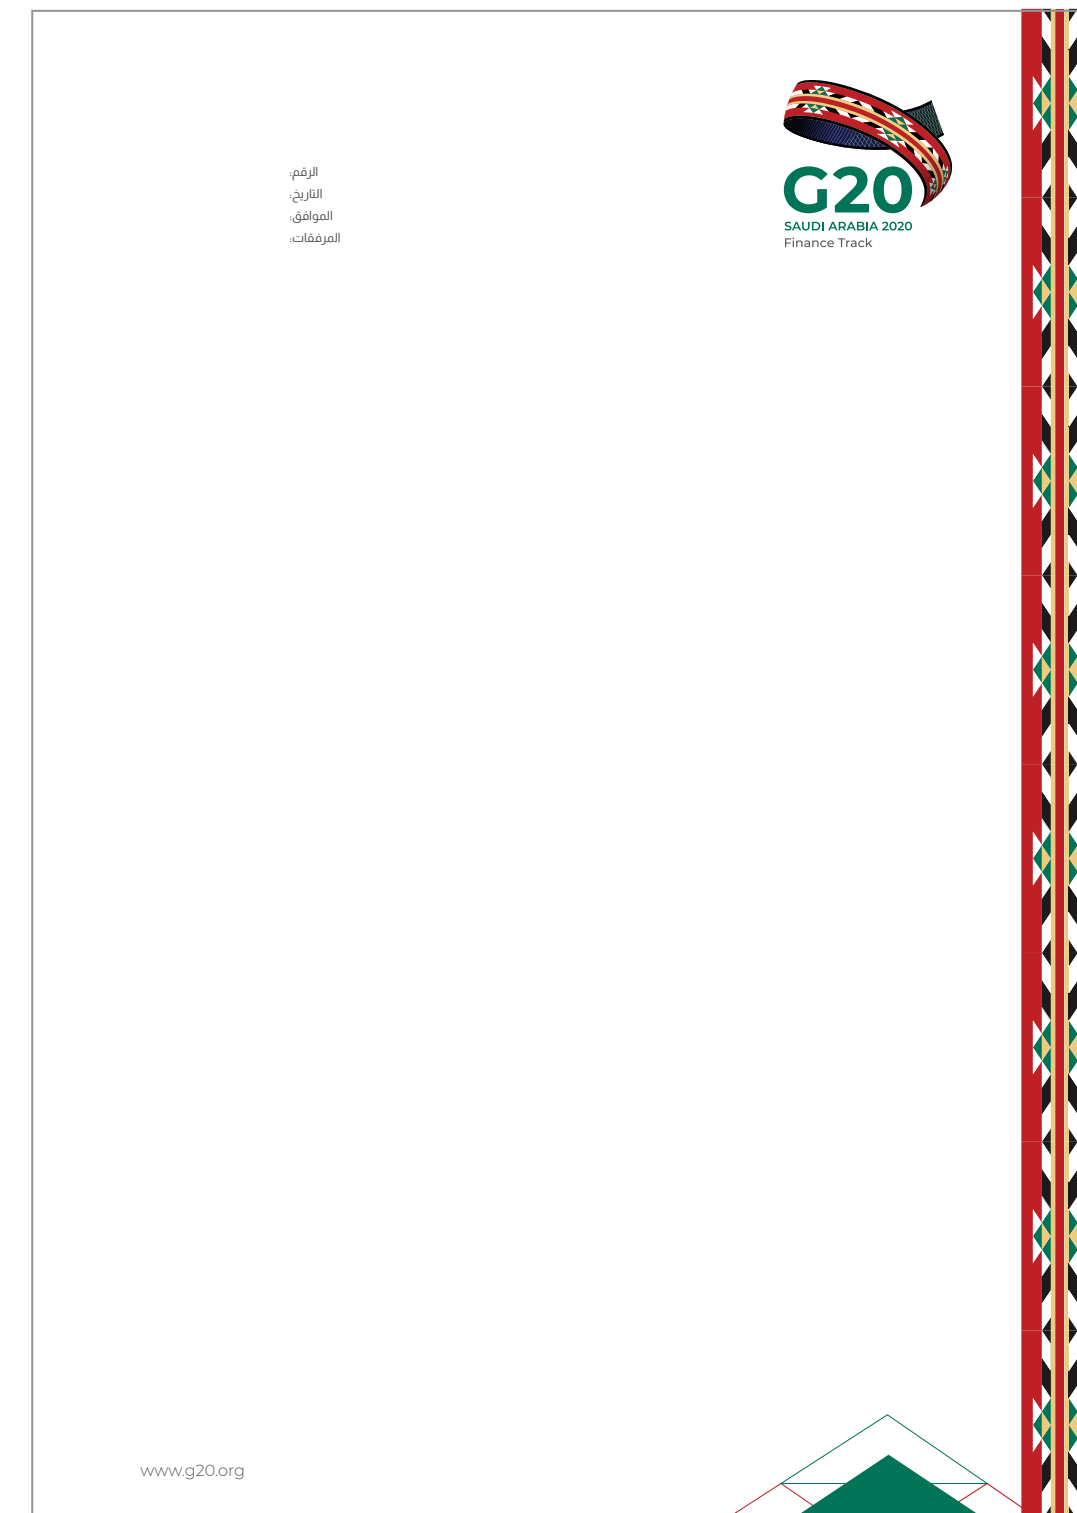 G20
SAUDI ARABIA 2020
Finance Track
الرقم:
التاريخ:
الموافق:
المرفقات:
www.g20.org